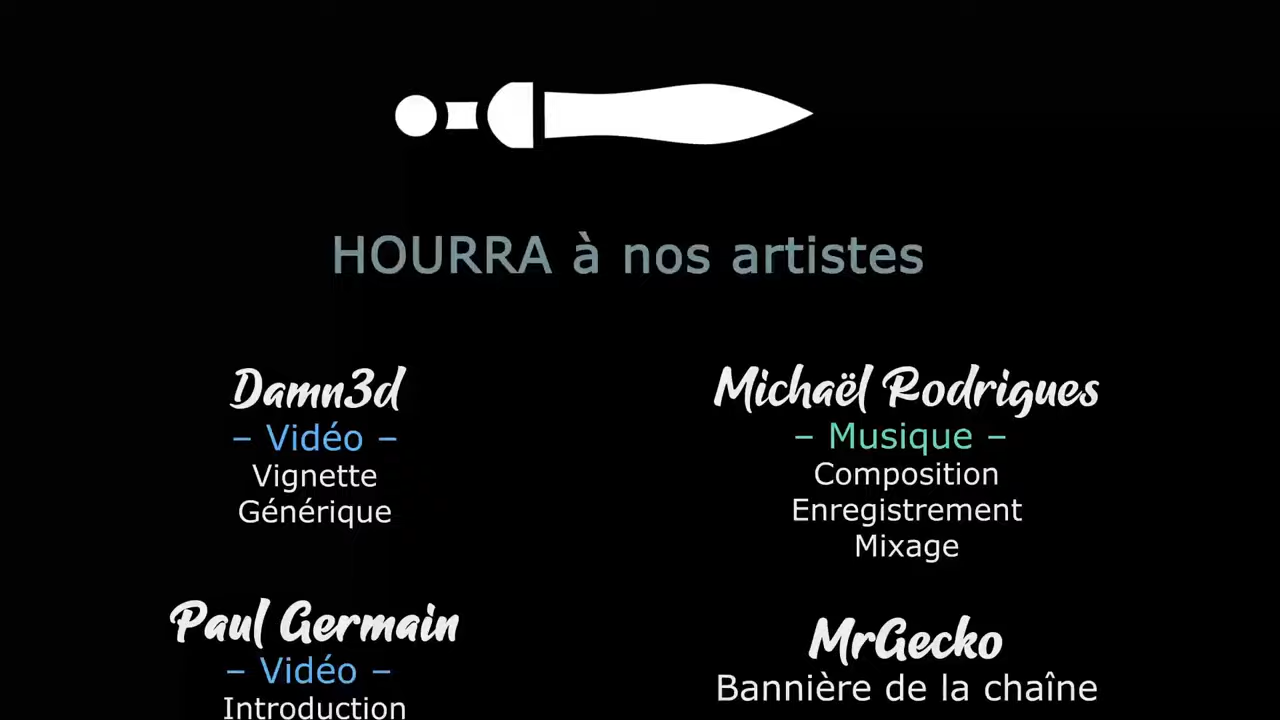 HOURRA à nos artistes
Damn3d
– Vidéo –
Vignette
Générique
Michaël Rodrigues
– Musique –
Composition
Enregistrement
Mixage
Paul Germain
– Vidéo –
Introduction
MrGecko
Bannière de la chaîne